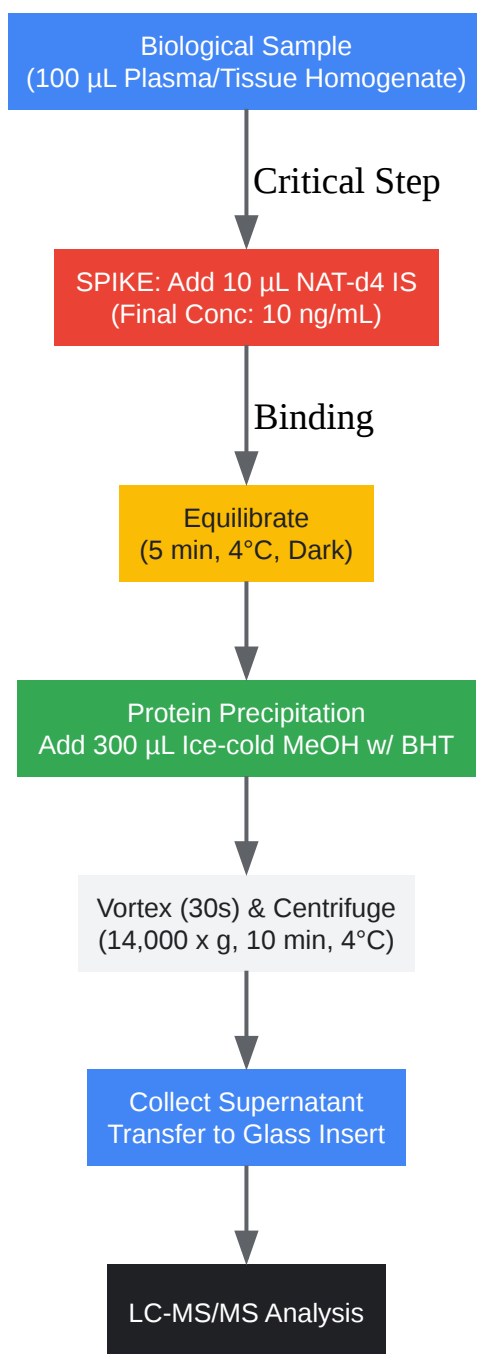 Biological Sample
(100 µL Plasma/Tissue Homogenate)
Critical Step
SPIKE: Add 10 µL NAT-d4 IS
(Final Conc: 10 ng/mL)
Binding
Equilibrate
(5 min, 4°C, Dark)
Protein Precipitation
Add 300 µL Ice-cold MeOH w/ BHT
Vortex (30s) & Centrifuge
(14,000 x g, 10 min, 4°C)
Collect Supernatant
Transfer to Glass Insert
LC-MS/MS Analysis